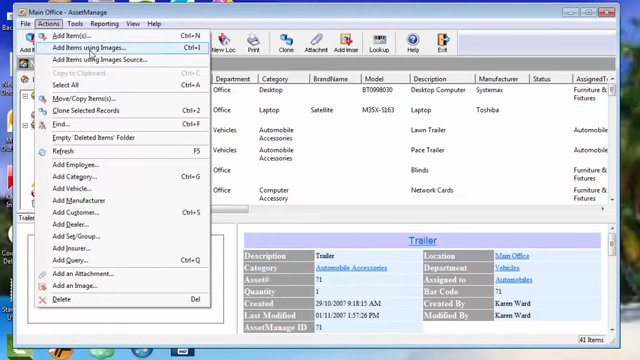 Main Office - AssetManage
File Actions Tools Reporting View Help
Add Item(s)... Ctrl+N
Add Items using Images... Ctrl+I
Add Items using Images Source...
Copy to Clipboard Ctrl+C
Select All Ctrl+A
Move/Copy Items(s)...
Clone Selected Records Ctrl+2
Find... Ctrl+F
Empty 'Deleted Items' Folder
Refresh F5
Add Employee...
Add Category... Ctrl+G
Add Vehicle...
Add Manufacturer
Add Customer... Ctrl+S
Add Dealer...
Add Set/Group...
Add Insurer...
Add Query... Ctrl+Q
Add an Attachment...
Add an Image...
Delete Del
New Loc Print Add Image Lookup Help Exit
Department Category BrandName Model Description Manufacturer Status AssignedTo
Office Desktop BT0998030 Desktop Computer Systemax Furniture & Fixtures
Office Laptop Satellite M35X-S163 Laptop Toshiba Furniture & Fixtures
Vehicles Automobile Accessories Lawn Trailer
Vehicles Automobile Accessories Pace Trailer
Office Blinds Furniture & Fixtures
Office Computer Accessory Network Card Furniture & Fixtures
Trailer
Description Trailer Location Main Office
Category Automobile Accessories Department Vehicles
Asset# 71 Assigned to Automobiles
Quantity 1 Bar Code 71
Created 29/10/2007 9:18:15 AM Created By Karen Ward
Last Modified 01/11/2007 1:57:26 PM Modified By Karen Ward
AssetManage ID 71
41 Items